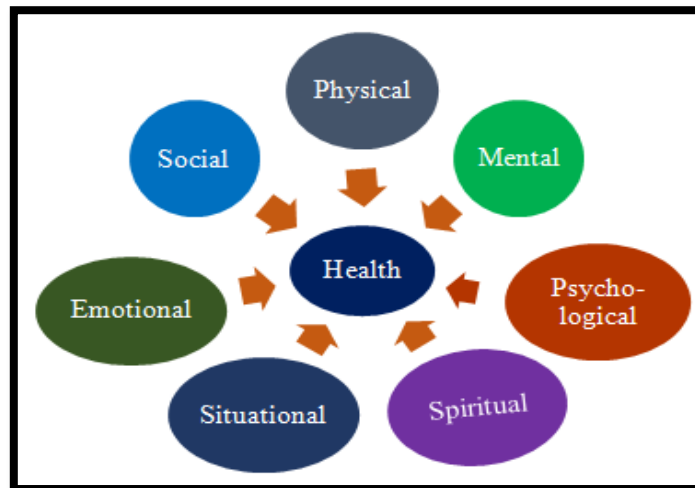 Physical
Social
Mental
Health
Emotional
Psycho-
logical
Situational
Spiritual